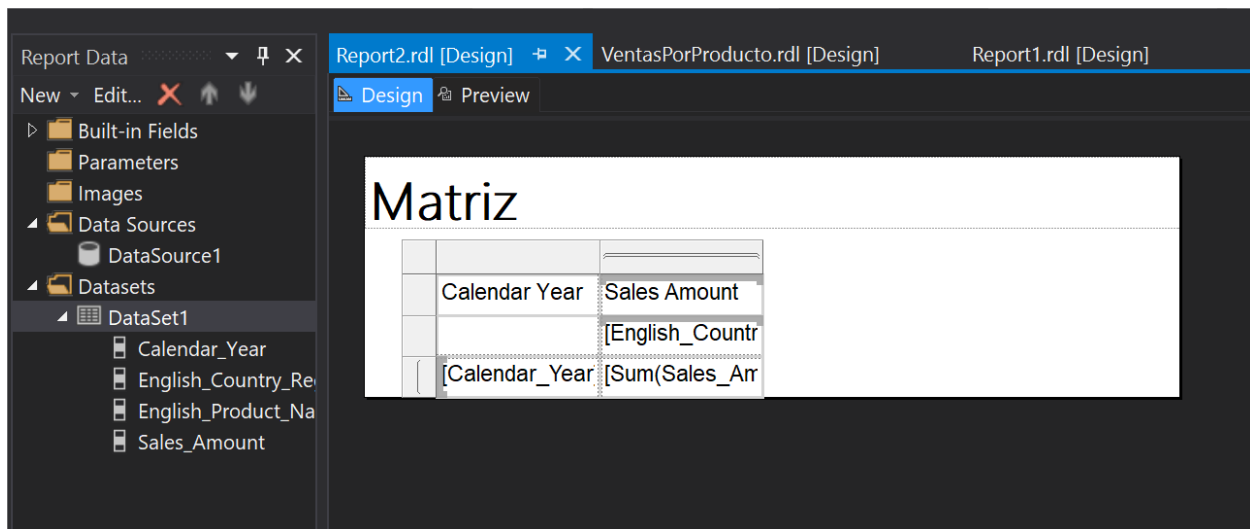 Report Data
New Edit...
Built-in Fields
Parameters
Images
Data Sources
DataSource1
Datasets
DataSet1
Calendar_Year
English_Country_Re
English_Product_Na
Sales_Amount
Report2.rdl [Design] VentasPorProducto.rdl [Design] Report1.rdl [Design]
Design Preview
Matriz
Calendar Year Sales Amount
[English_Countr
[Calendar_Year [Sum(Sales_Am